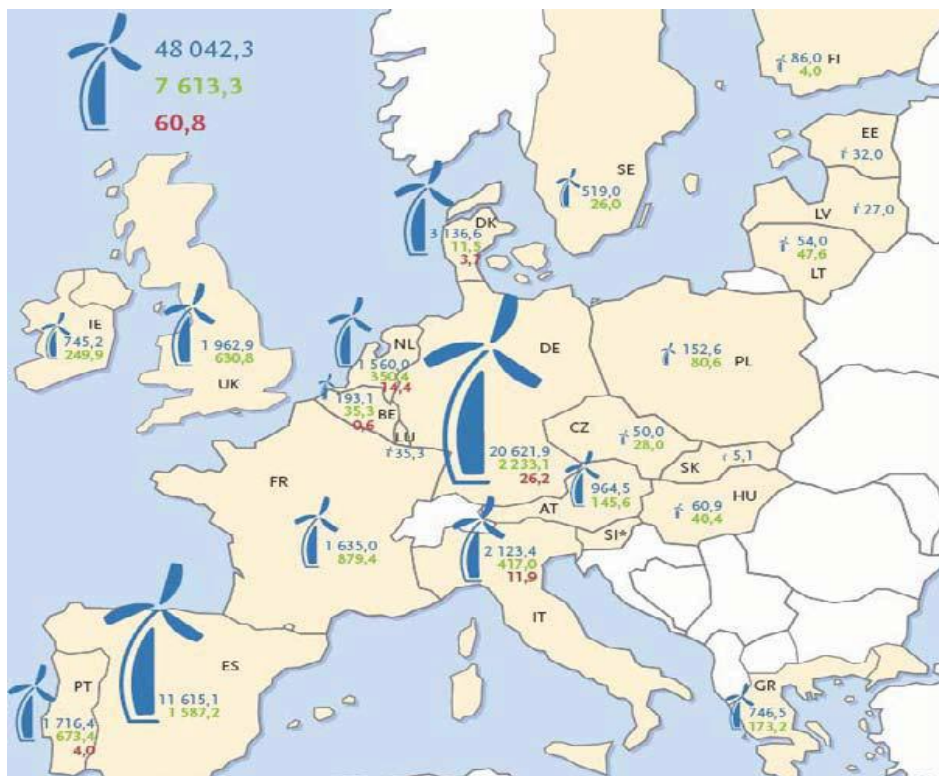 48 042,3
7 613,3
60,8
86,0 FI
4,0
EE
32,0
SE
519,0
26,0
LV 27,0
DK
3 136,6
11,5
3,7
54,0
47,6
LT
IE
745,2
249,9
1 962,9
630,8
UK
NL
1 560,0
350,4
14,4
DE
152,6
80,6 PL
193,1
35,3 BE
0,6
LU
35,3
20 621,9
2 233,1
26,2
CZ
50,0
28,0
SK 5,1
FR
1 635,0
879,4
964,5
145,6
AT
HU
60,9
40,4
SI*
2 123,4
417,0
11,9
IT
ES
11 615,1
1 587,2
PT
1 716,4
673,4
4,0
GR
746,5
173,2